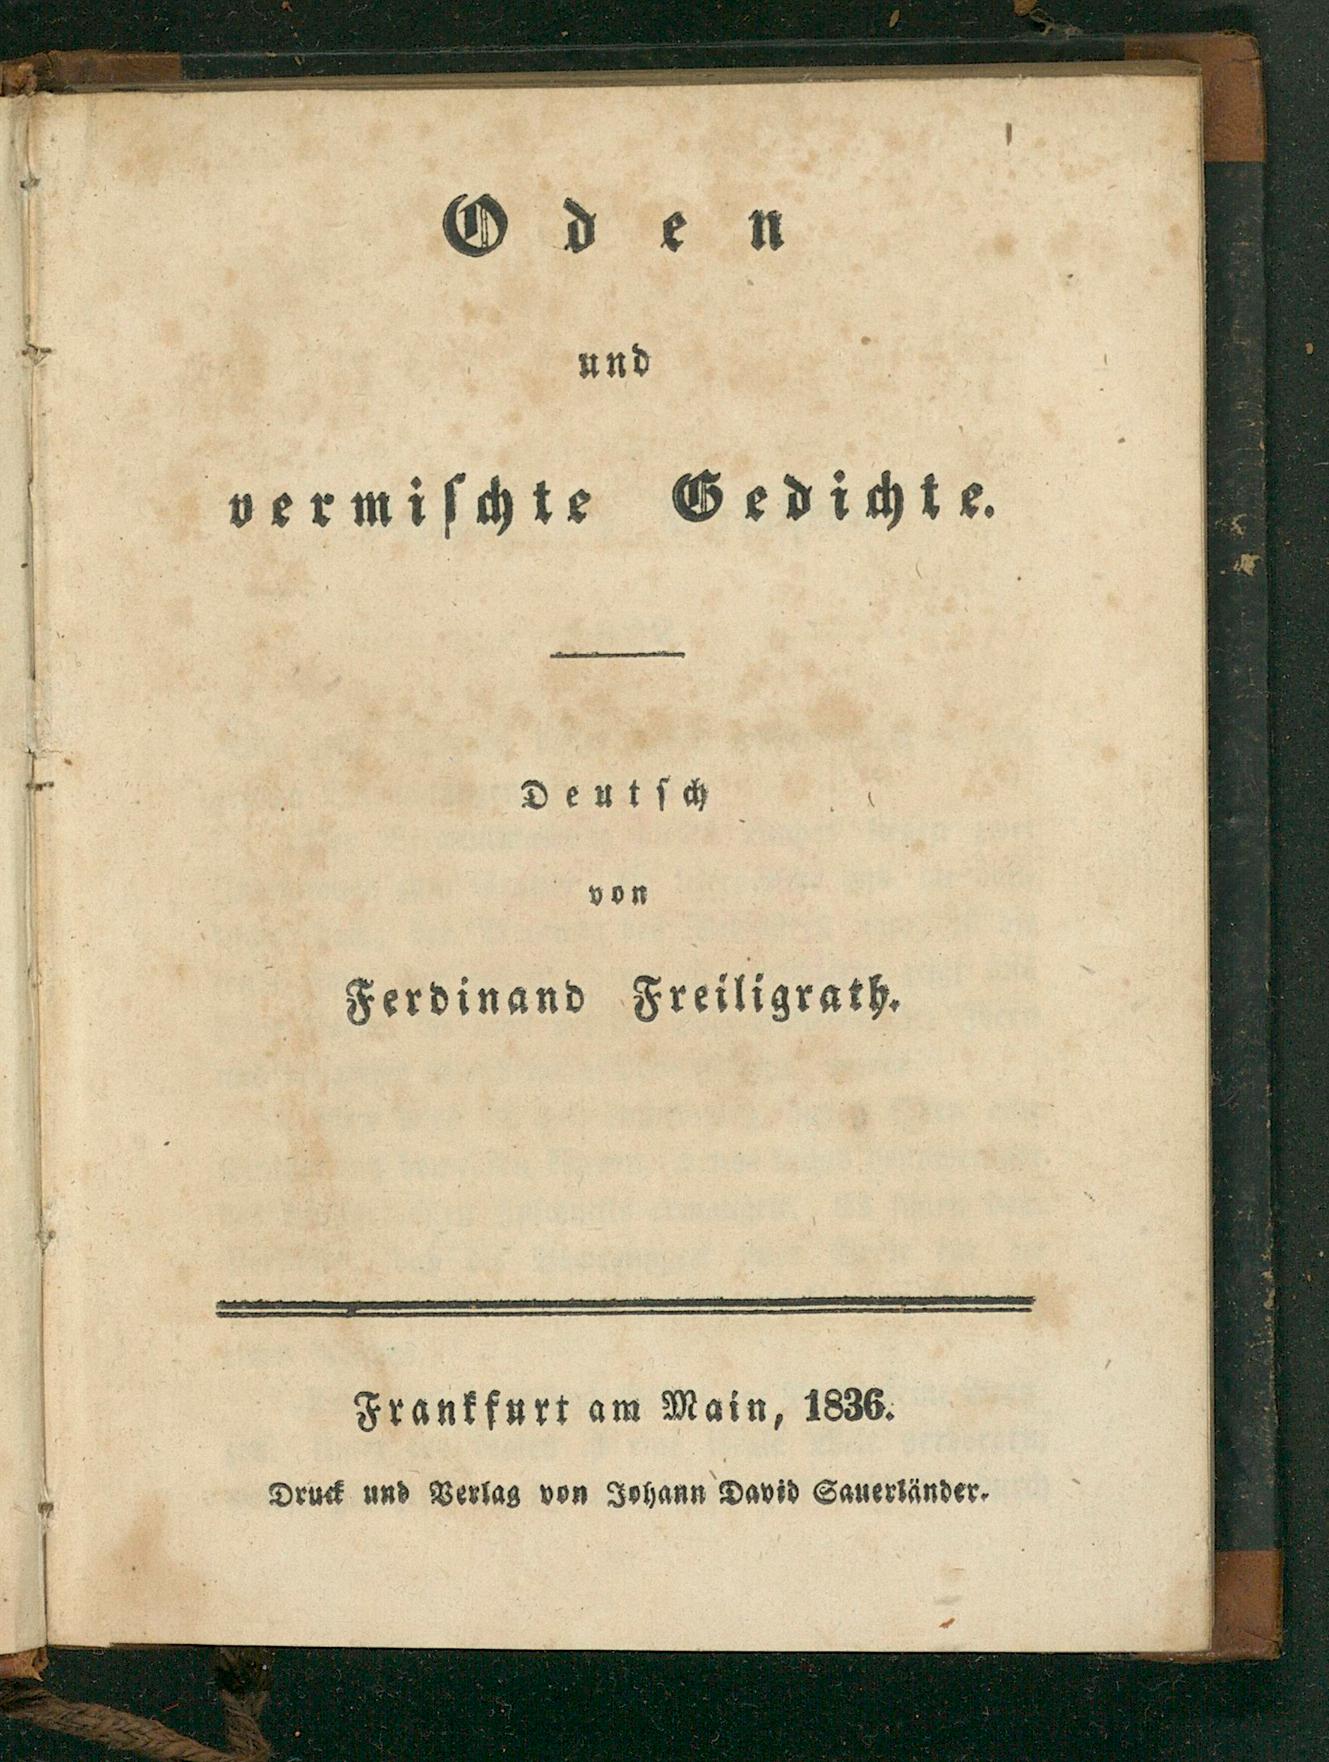 Oden
und
vermiſchte Gedichte.
Deutſch
von
Ferdinand Freiligrath.
Frankfurt am Main, 1836.
Druck und Verlag von Johann David Sauerländer.